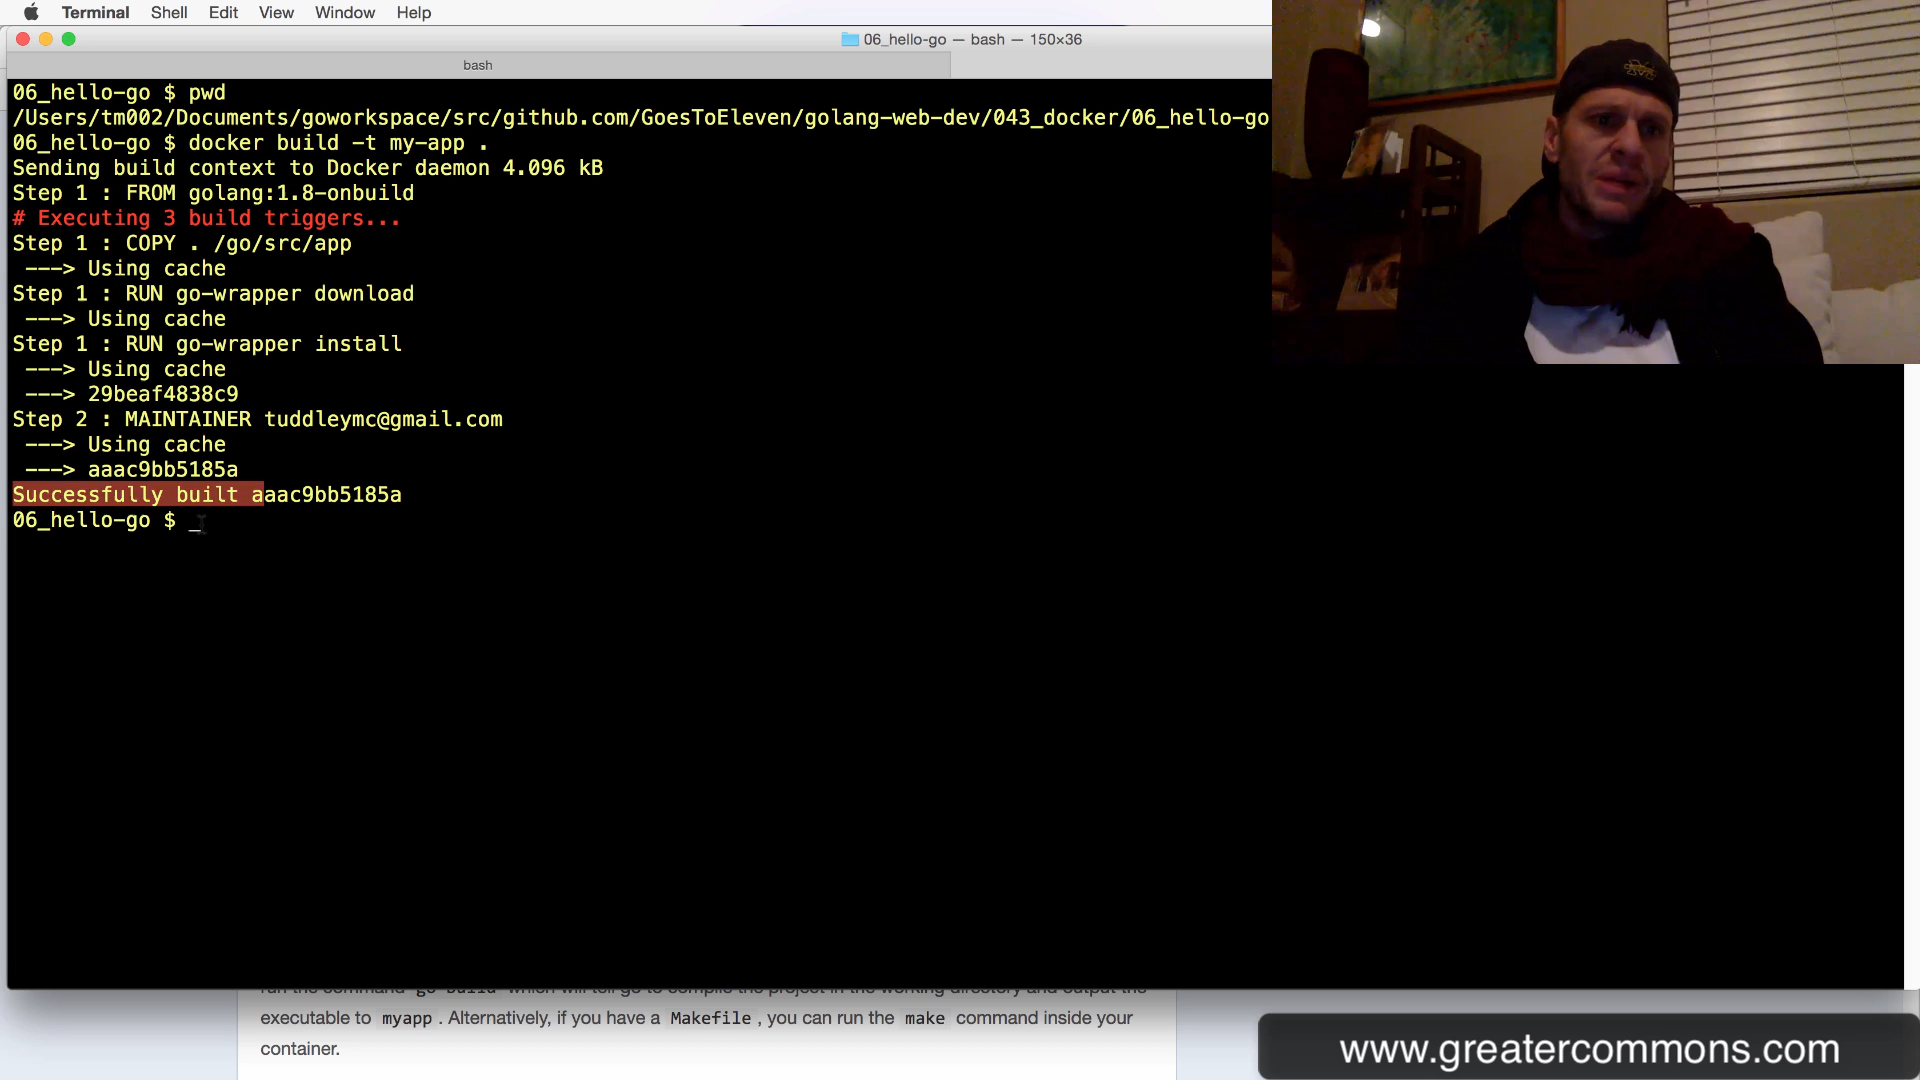 Terminal Shell Edit View Window Help
06_hello-go — bash — 150×36
bash
06_hello-go $ pwd
/Users/tm002/Documents/goworkspace/src/github.com/GoesToEleven/golang-web-dev/043_docker/06_hello-go
06_hello-go $ docker build -t my-app .
Sending build context to Docker daemon 4.096 kB
Step 1 : FROM golang:1.8-onbuild
# Executing 3 build triggers...
Step 1 : COPY . /go/src/app
---> Using cache
Step 1 : RUN go-wrapper download
---> Using cache
Step 1 : RUN go-wrapper install
---> Using cache
---> 29beaf4838c9
Step 2 : MAINTAINER tuddleymc@gmail.com
---> Using cache
---> aaac9bb5185a
Successfully built aaac9bb5185a
06_hello-go $ _
run the command go build which will tell go to compile the project in the working directory and output the
executable to myapp . Alternatively, if you have a Makefile , you can run the make command inside your
container.
www.greatercommons.com